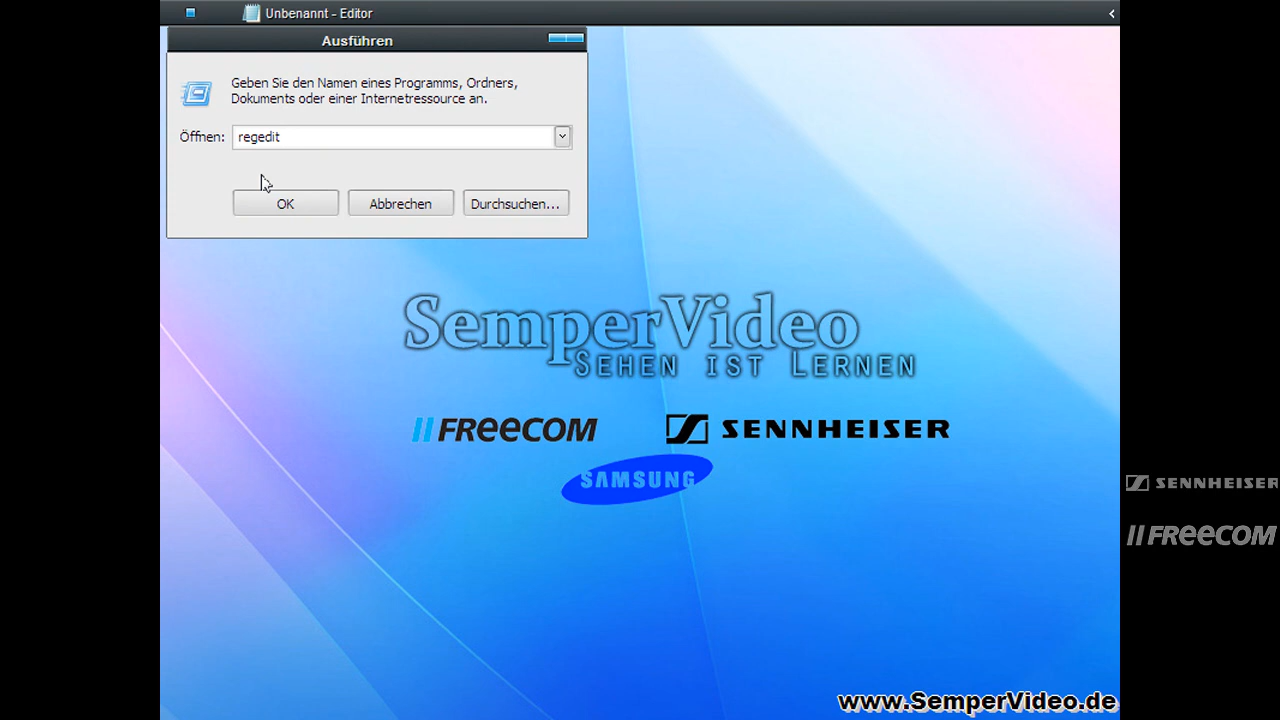 Unbenannt - Editor
Ausführen
Geben Sie den Namen eines Programms, Ordners,
Dokuments oder einer Internetressource an.
Öffnen: regedit
OK Abbrechen Durchsuchen...
SemperVideo
SEHEN IST LERNEN
FREECOM SENNHEISER
SAMSUNG
SENNHEISER
FREECOM
www.SemperVideo.de